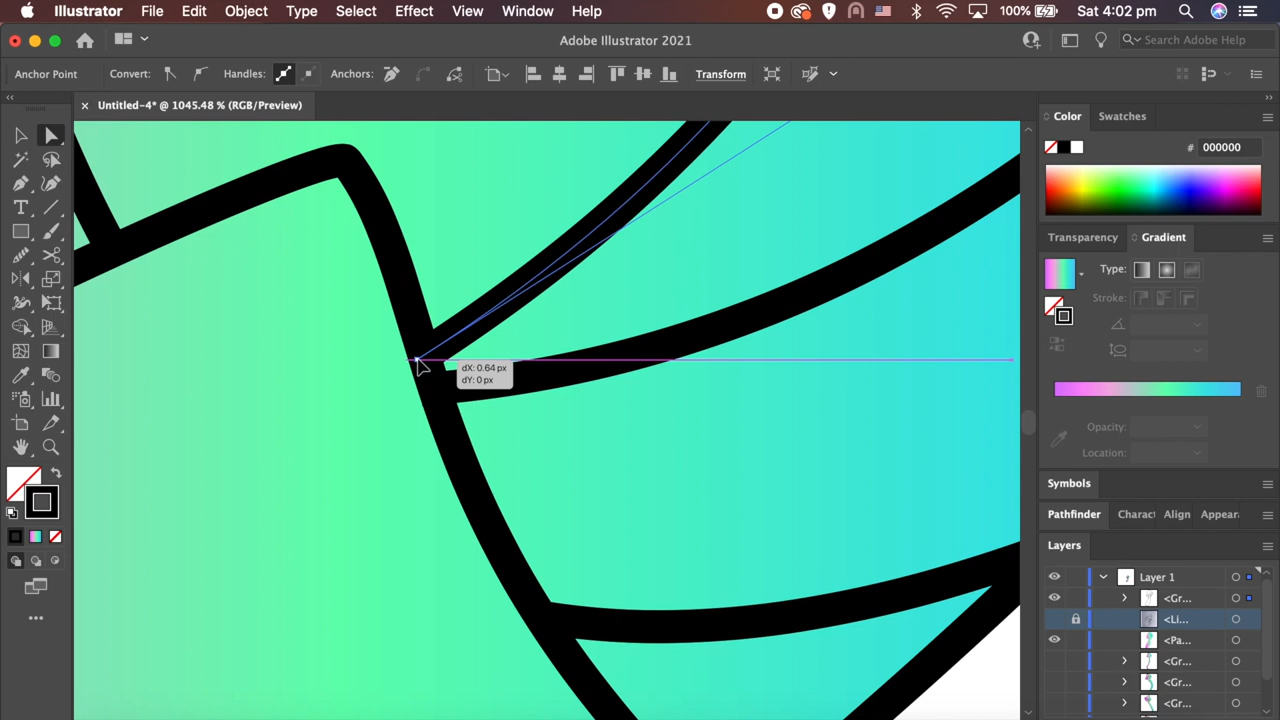 Illustrator File Edit Object Type Select Effect View Window Help 100% Sat 4:02 pm
Adobe Illustrator 2021 Search Adobe Help
Anchor Point Convert: Handles: Anchors: Transform
Untitled-4* @ 1045.48 % (RGB/Preview)
Color Swatches
# 000000
Transparency Gradient
Type:
Stroke:
dX: 0.64 px
dY: 0 px
Opacity:
Location:
Symbols
Pathfinder Charac Align Appear
Layers
Layer 1
<Gr...
<Li...
<Pa...
<Gr...
<Gr...
<Gr...